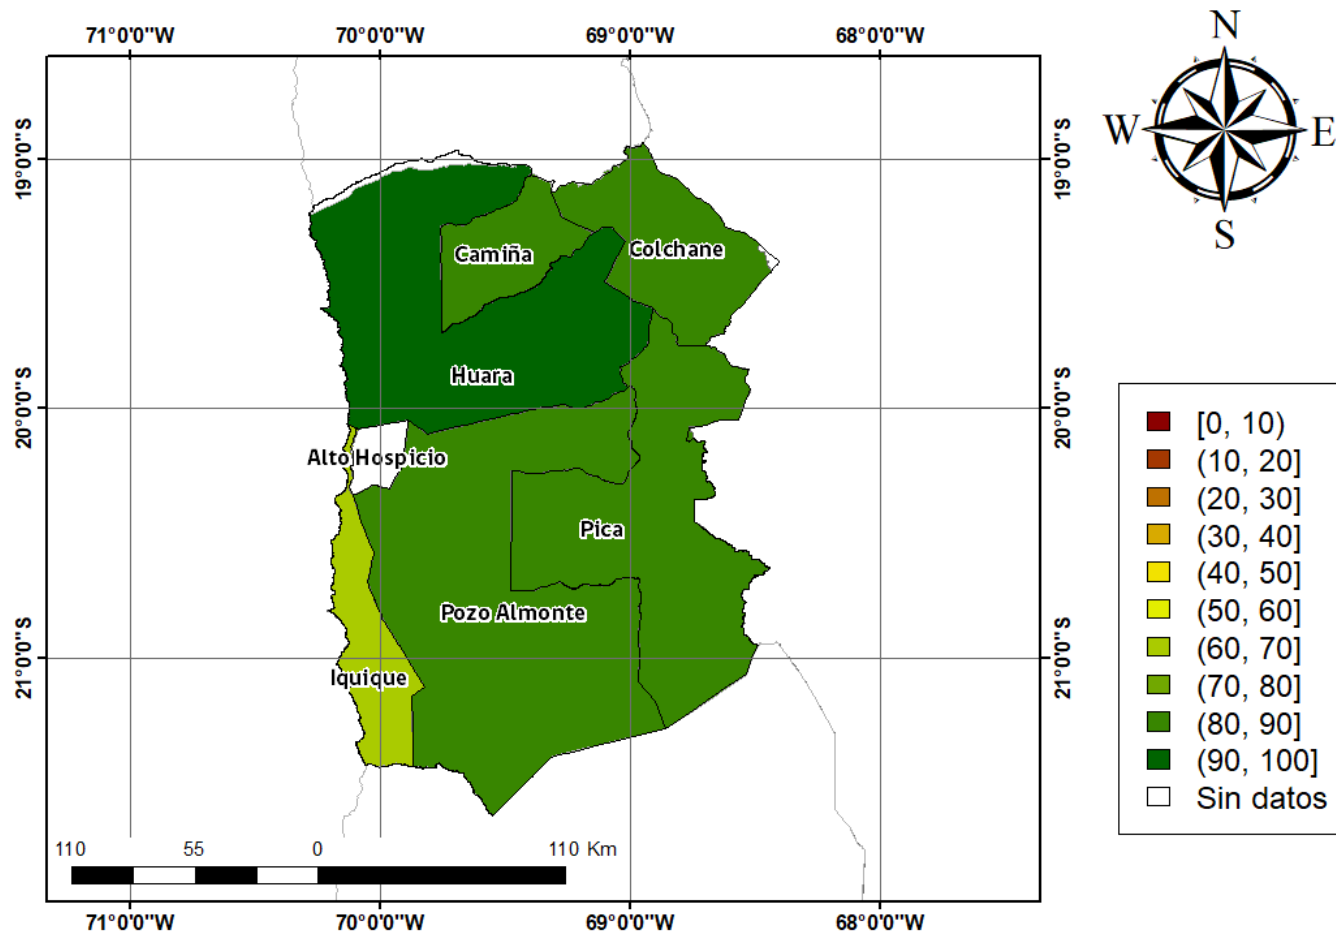 71°0'0"W 70°0'0"W 69°0'0"W 68°0'0"W
N
W E
S
19°0'0"S 19°0'0"S
Camiña Colchane
Huara
20°0'0"S 20°0'0"S
Alto Hospicio
Pica
Pozo Almonte
21°0'0"S 21°0'0"S
Iquique
[0, 10)
(10, 20]
(20, 30]
(30, 40]
(40, 50]
(50, 60]
(60, 70]
(70, 80]
(80, 90]
(90, 100]
Sin datos
110 55 0 110 Km
71°0'0"W 70°0'0"W 69°0'0"W 68°0'0"W